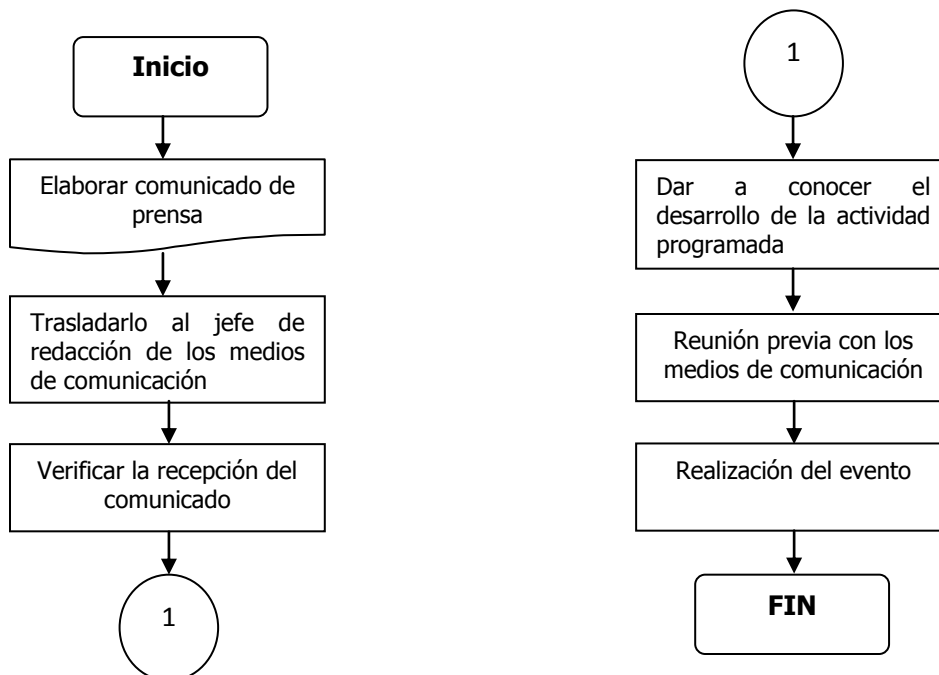 Inicio
Elaborar comunicado de
prensa
Trasladarlo al jefe de
redacción de los medios
de comunicación
Verificar la recepción del
comunicado
1
1
Dar a conocer el
desarrollo de la actividad
programada
Reunión previa con los
medios de comunicación
Realización del evento
FIN